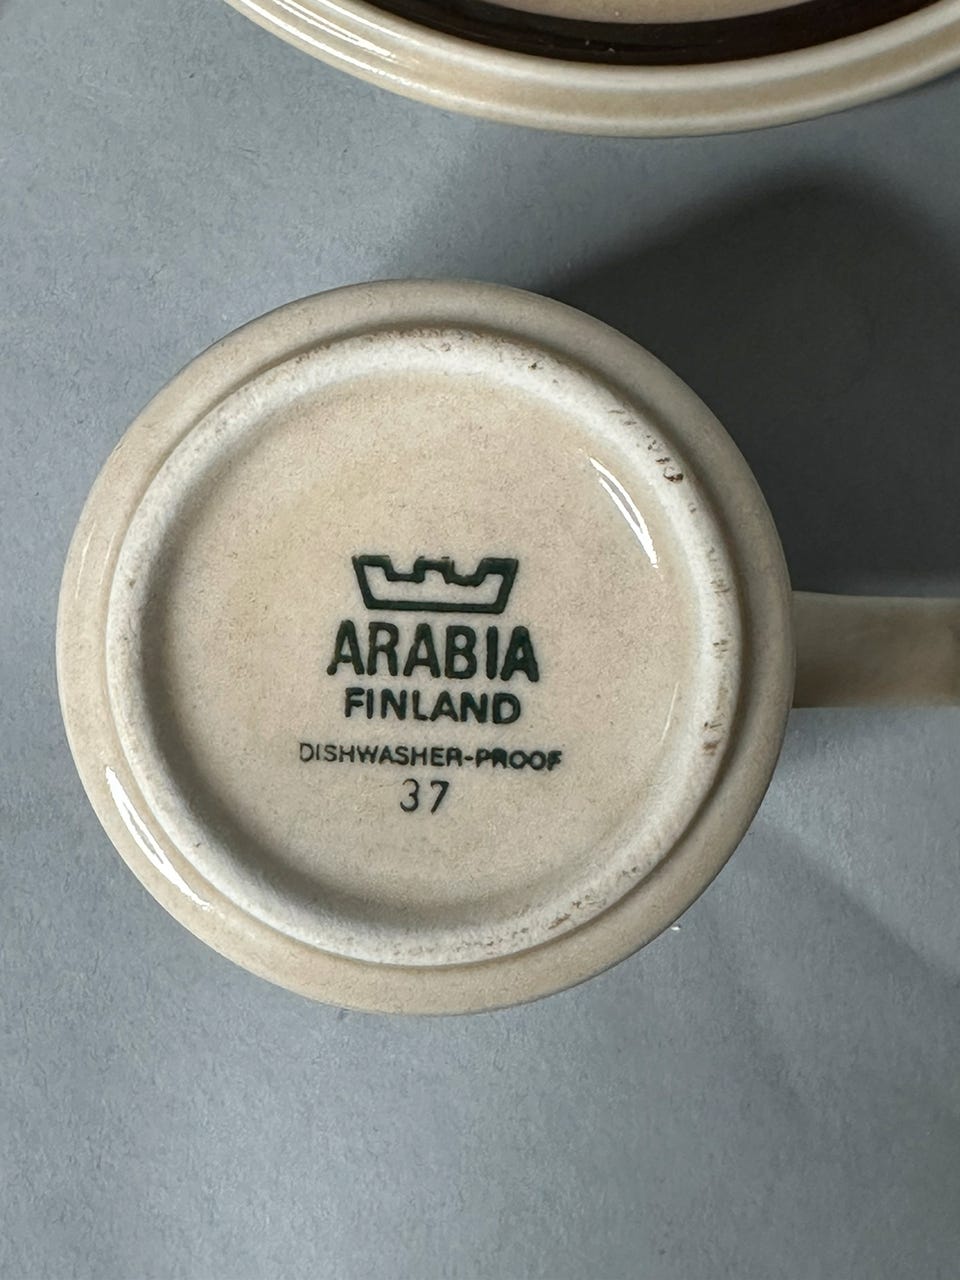 ARABIA
FINLAND
DISHWASHER-PROOF
37